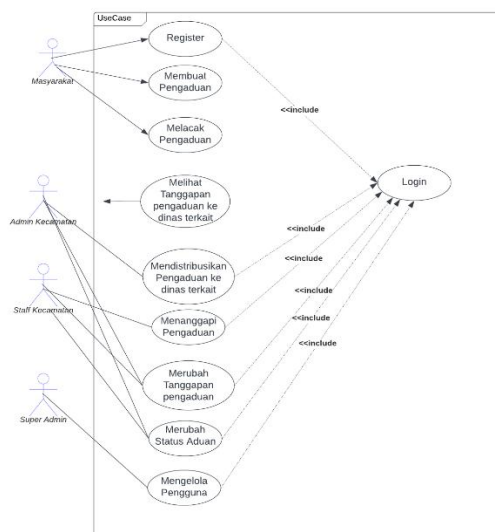 UseCase
Register
Masyarakat
Membuat
Pengaduan
<<include
Melacak
Pengaduan
Login
Melihat
Tanggapan
pengaduan ke
dinas terkait
Admin Kecamatan
<<include
Mendistribusikan
Pengaduan ke
dinas terkait
<<include
Menanggapi
Pengaduan
Staff Kecamatan
<<include
<<include
Merubah
Tanggapan
pengaduan
Super Admin
Merubah
Status Aduan
<<include
Mengelola
Pengguna